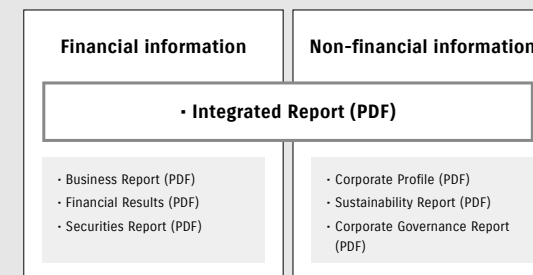 Financial information
Non-financial information
· Integrated Report (PDF)
· Business Report (PDF)
· Financial Results (PDF)
· Securities Report (PDF)
· Corporate Profile (PDF)
· Sustainability Report (PDF)
· Corporate Governance Report
(PDF)